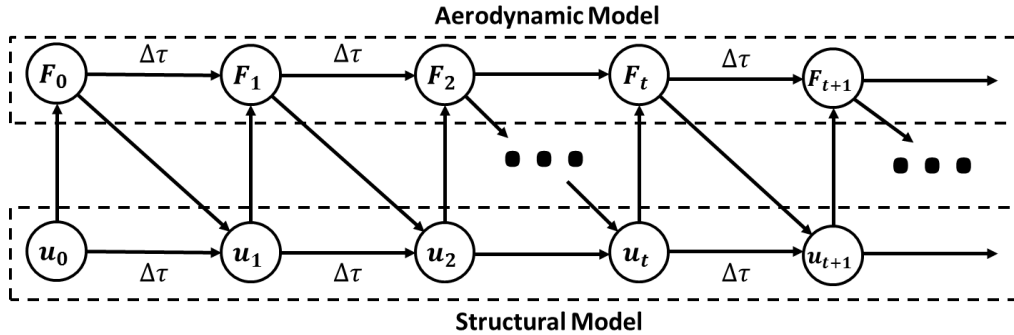 Aerodynamic Model
F₀ Δτ F₁ Δτ F₂ Fₜ Δτ Fₜ₊₁
u₀ u₁ u₂ uₜ uₜ₊₁
Δτ Δτ Δτ
Structural Model